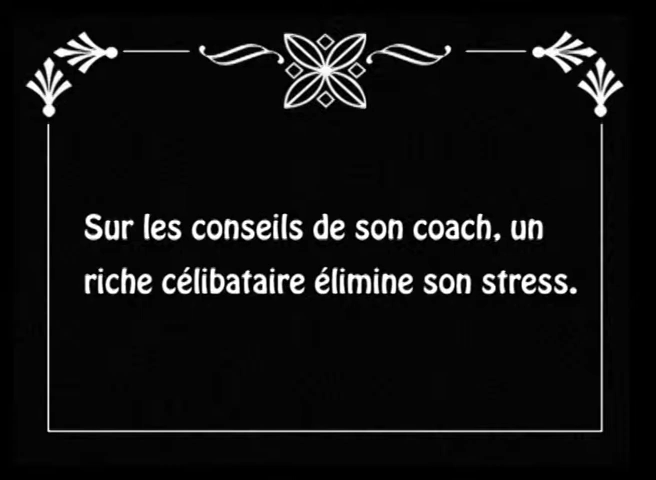 Sur les conseils de son coach, un
riche célibataire élimine son stress.